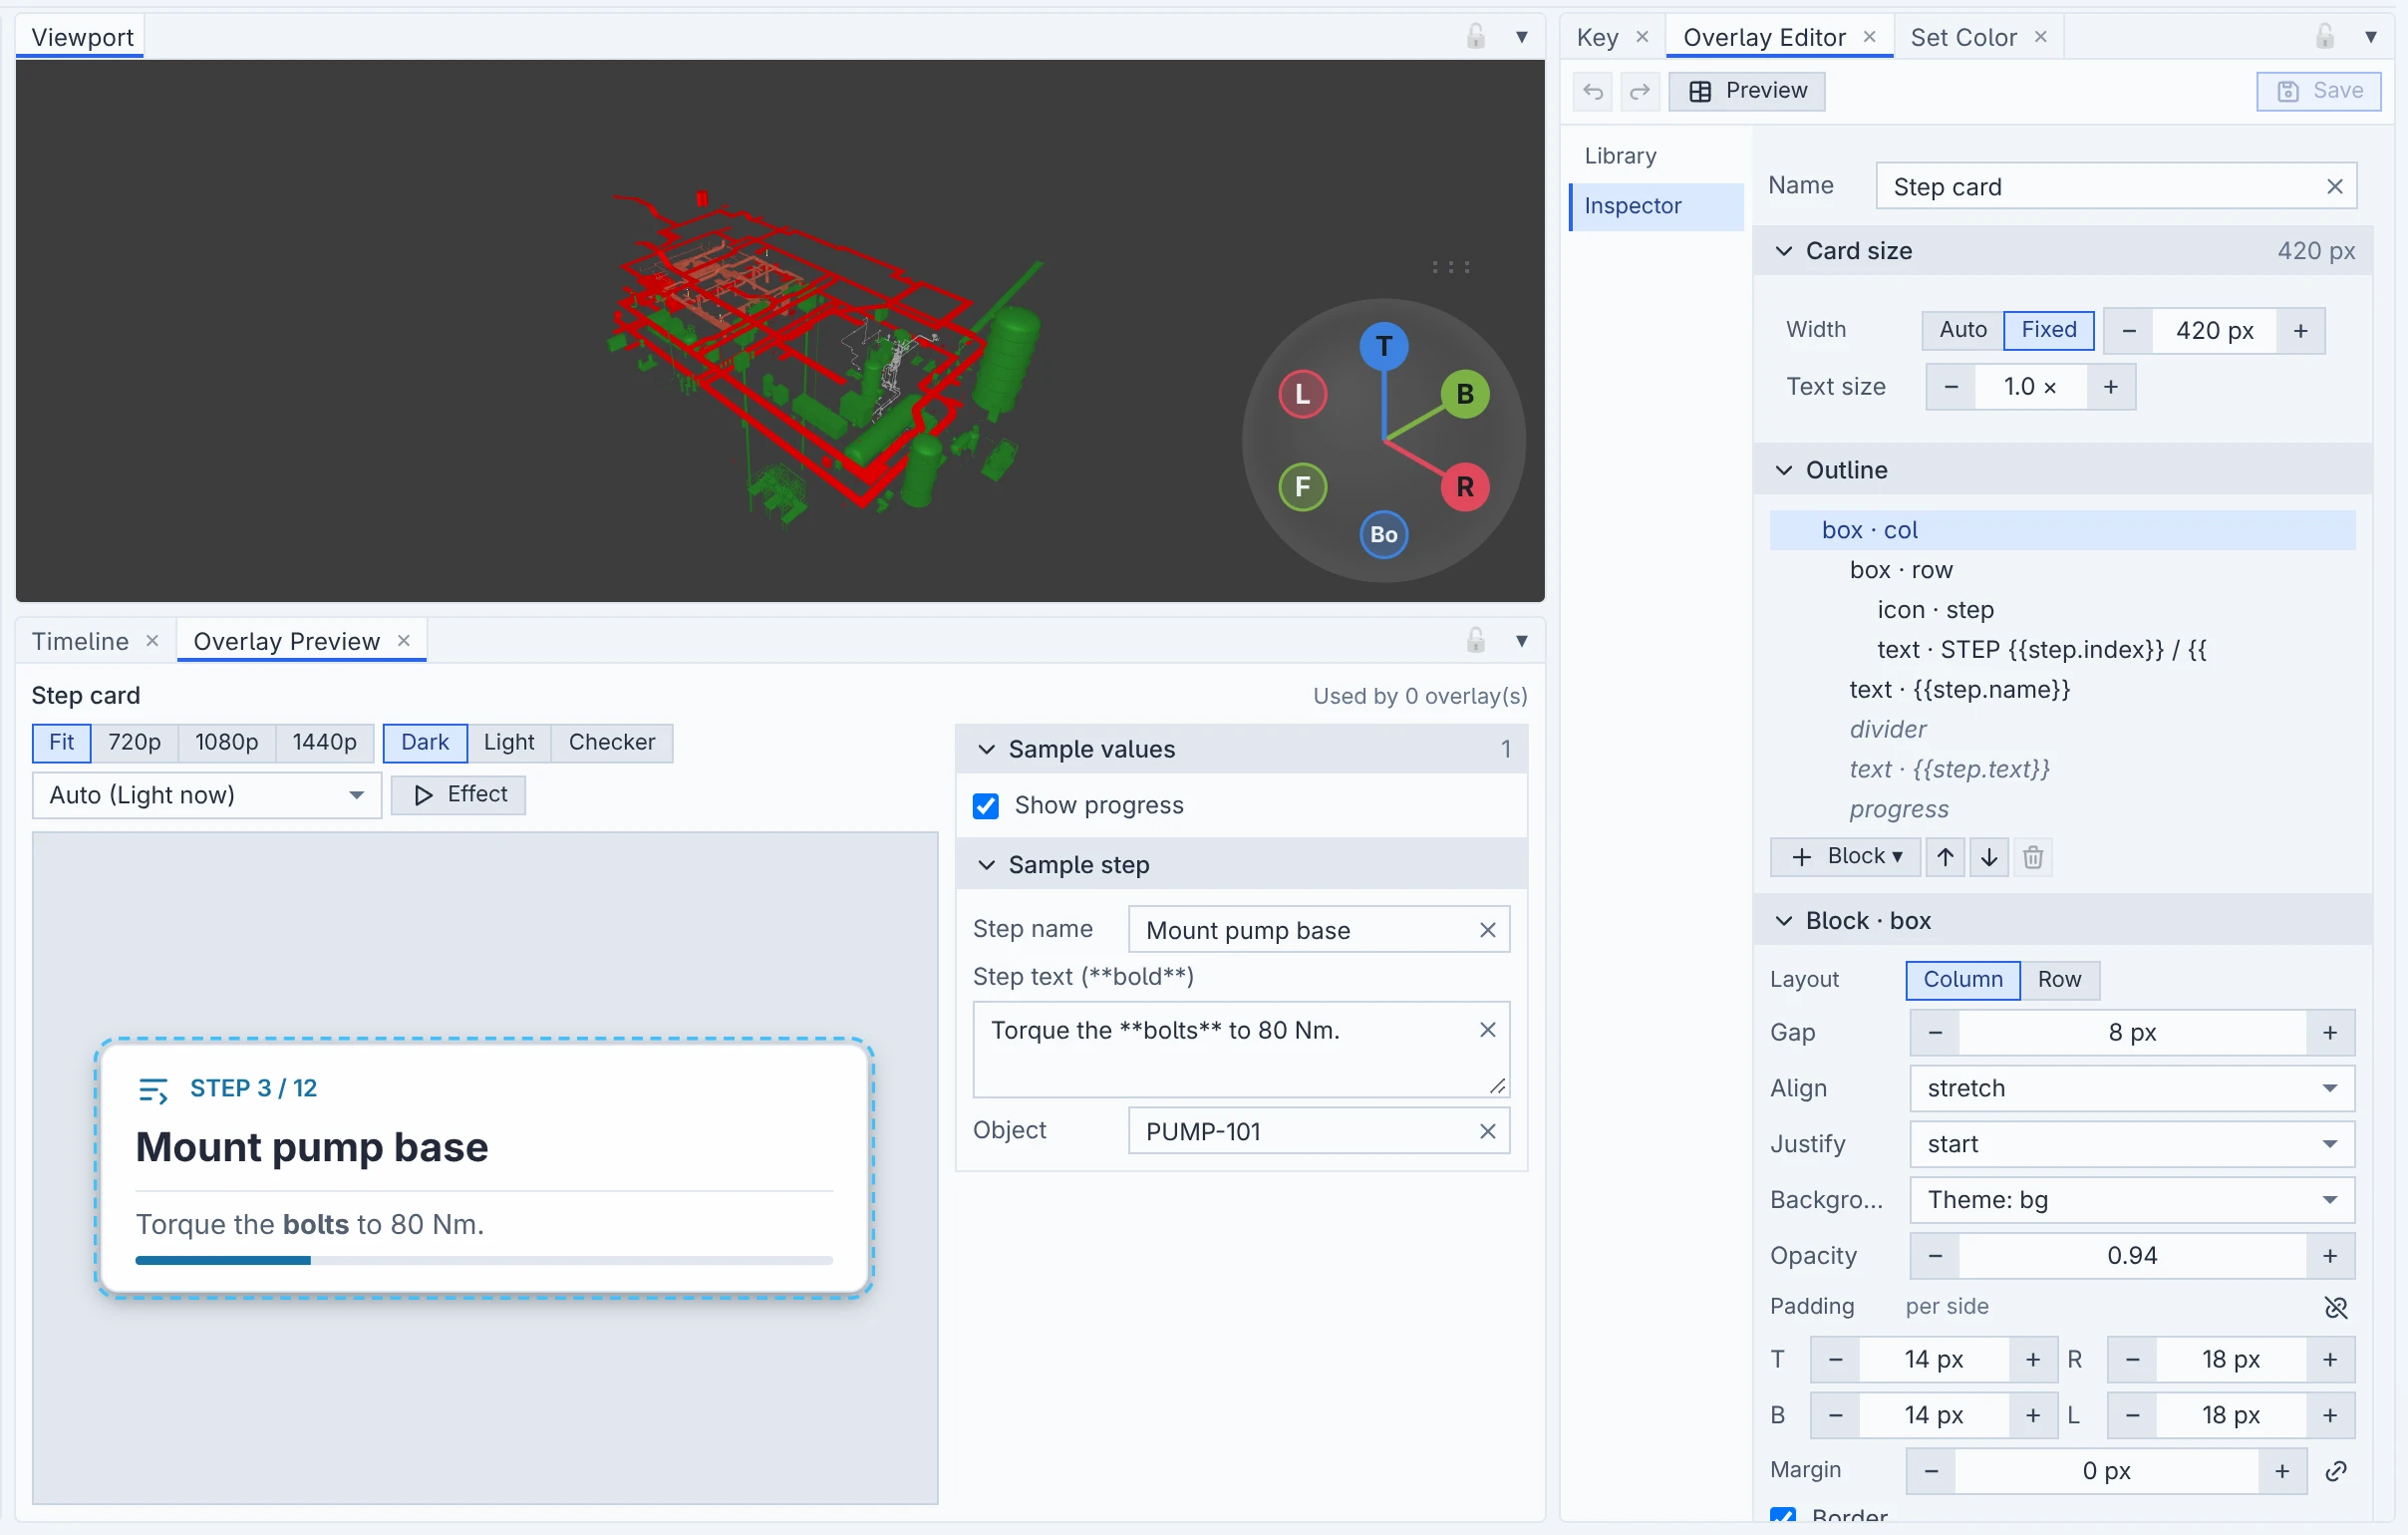 Viewport
T
L
B
F
R
Bo
Timeline
Overlay Preview
Step card
Used by 0 overlay(s)
Fit 720p 1080p 1440p Dark Light Checker
Auto (Light now) Effect
STEP 3 / 12
Mount pump base
Torque the bolts to 80 Nm.
Sample values 1
Show progress
Sample step
Step name Mount pump base
Step text (**bold**)
Torque the **bolts** to 80 Nm.
Object PUMP-101
Key Overlay Editor Set Color
Preview Save
Library
Inspector
Name Step card
Card size 420 px
Width Auto Fixed − 420 px +
Text size − 1.0 × +
Outline
box · col
box · row
icon · step
text · STEP {{step.index}} / {{
text · {{step.name}}
divider
text · {{step.text}}
progress
+ Block ▾
Block · box
Layout Column Row
Gap − 8 px +
Align stretch
Justify start
Backgro... Theme: bg
Opacity − 0.94 +
Padding per side
T − 14 px + R − 18 px +
B − 14 px + L − 18 px +
Margin − 0 px +
Border